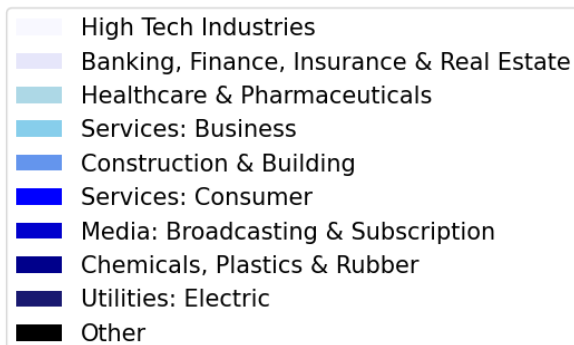 High Tech Industries
Banking, Finance, Insurance & Real Estate
Healthcare & Pharmaceuticals
Services: Business
Construction & Building
Services: Consumer
Media: Broadcasting & Subscription
Chemicals, Plastics & Rubber
Utilities: Electric
Other